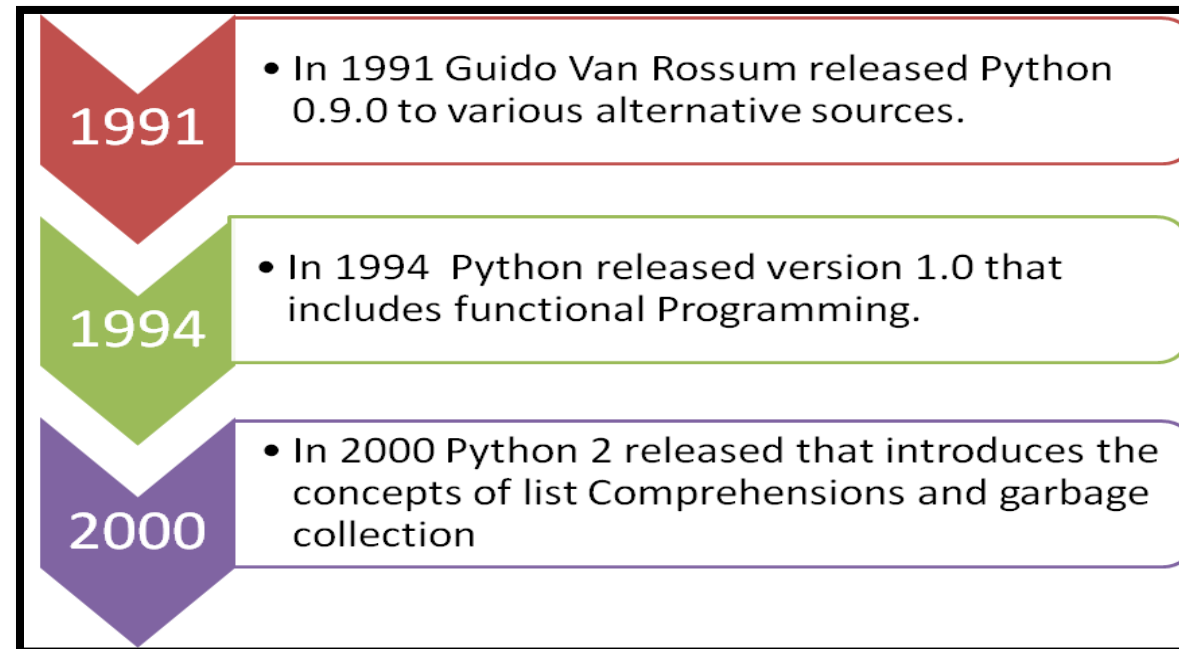 1991
• In 1991 Guido Van Rossum released Python
0.9.0 to various alternative sources.
1994
• In 1994  Python released version 1.0 that
includes functional Programming.
2000
• In 2000 Python 2 released that introduces the
concepts of list Comprehensions and garbage
collection